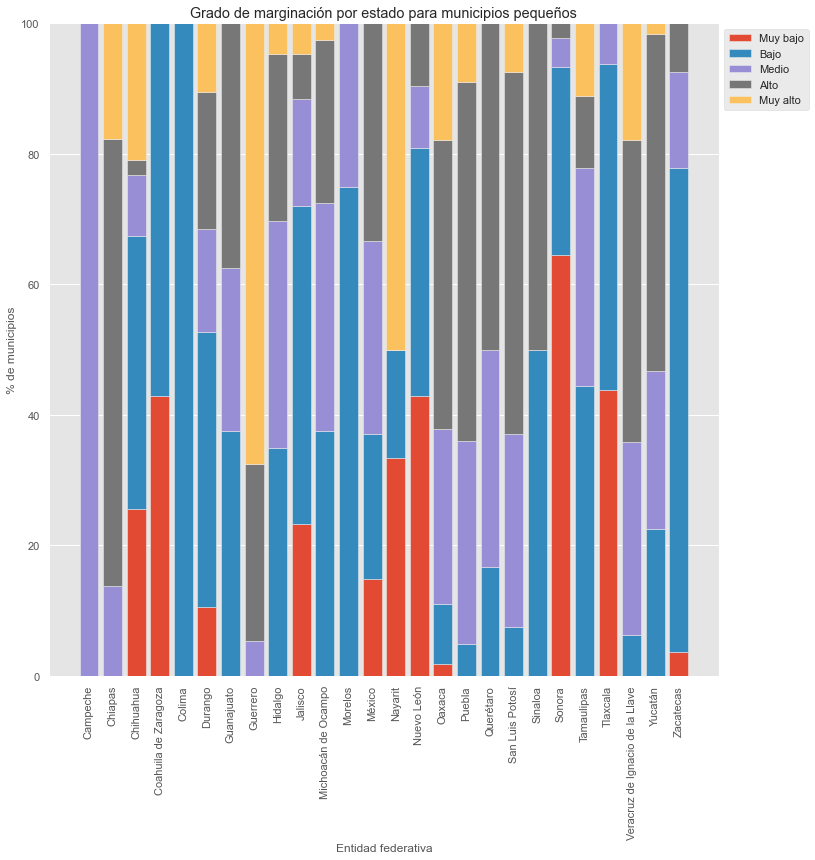 Grado de marginación por estado para municipios pequeños
Muy bajo
Bajo
Medio
Alto
Muy alto
% de municipios
100
80
60
40
20
0
Campeche
Chiapas
Chihuahua
Coahuila de Zaragoza
Colima
Durango
Guanajuato
Guerrero
Hidalgo
Jalisco
Michoacán de Ocampo
Morelos
México
Nayarit
Nuevo León
Oaxaca
Puebla
Querétaro
San Luis Potosí
Sinaloa
Sonora
Tamaulipas
Tlaxcala
Veracruz de Ignacio de la Llave
Yucatán
Zacatecas
Entidad federativa